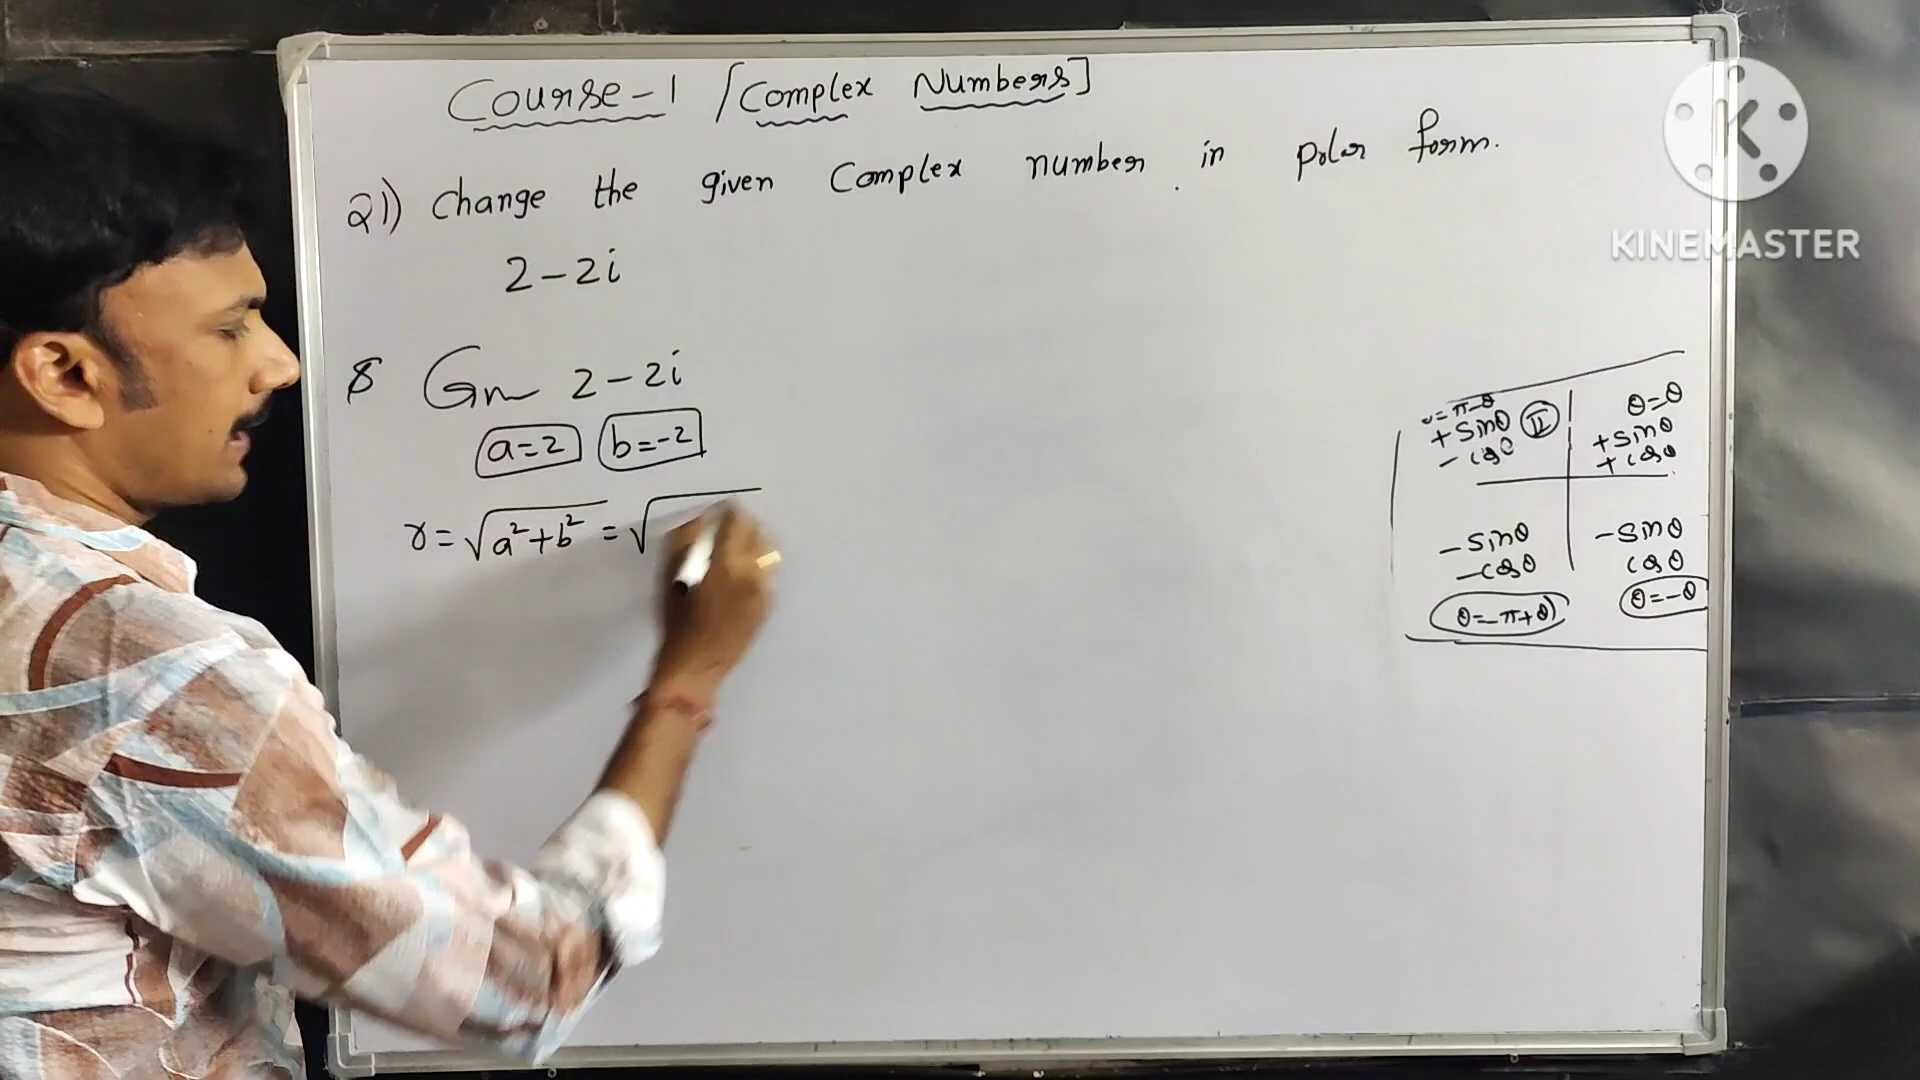 Course-1 [Complex Numbers]
21) Change the given Complex number in polar form.
2-2i
Gn 2-2i
a=2 b=-2
r=√a²+b² = √
=π-θ
+sinθ II
-cosθ
θ=θ
+sinθ
+cosθ
-sinθ
-cosθ
θ=-π+θ)
-sinθ
cosθ
θ=-θ
K
KINEMASTER